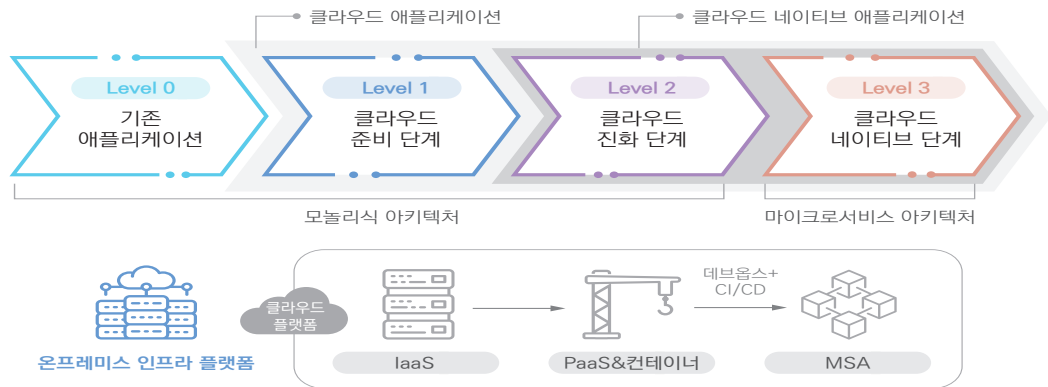 클라우드 애플리케이션
클라우드 네이티브 애플리케이션
Level 0
기존
애플리케이션
Level 1
클라우드
준비 단계
Level 2
클라우드
진화 단계
Level 3
클라우드
네이티브 단계
모놀리식 아키텍처
마이크로서비스 아키텍처
온프레미스 인프라 플랫폼
클라우드
플랫폼
IaaS
PaaS&컨테이너
데브옵스+
CI/CD
MSA